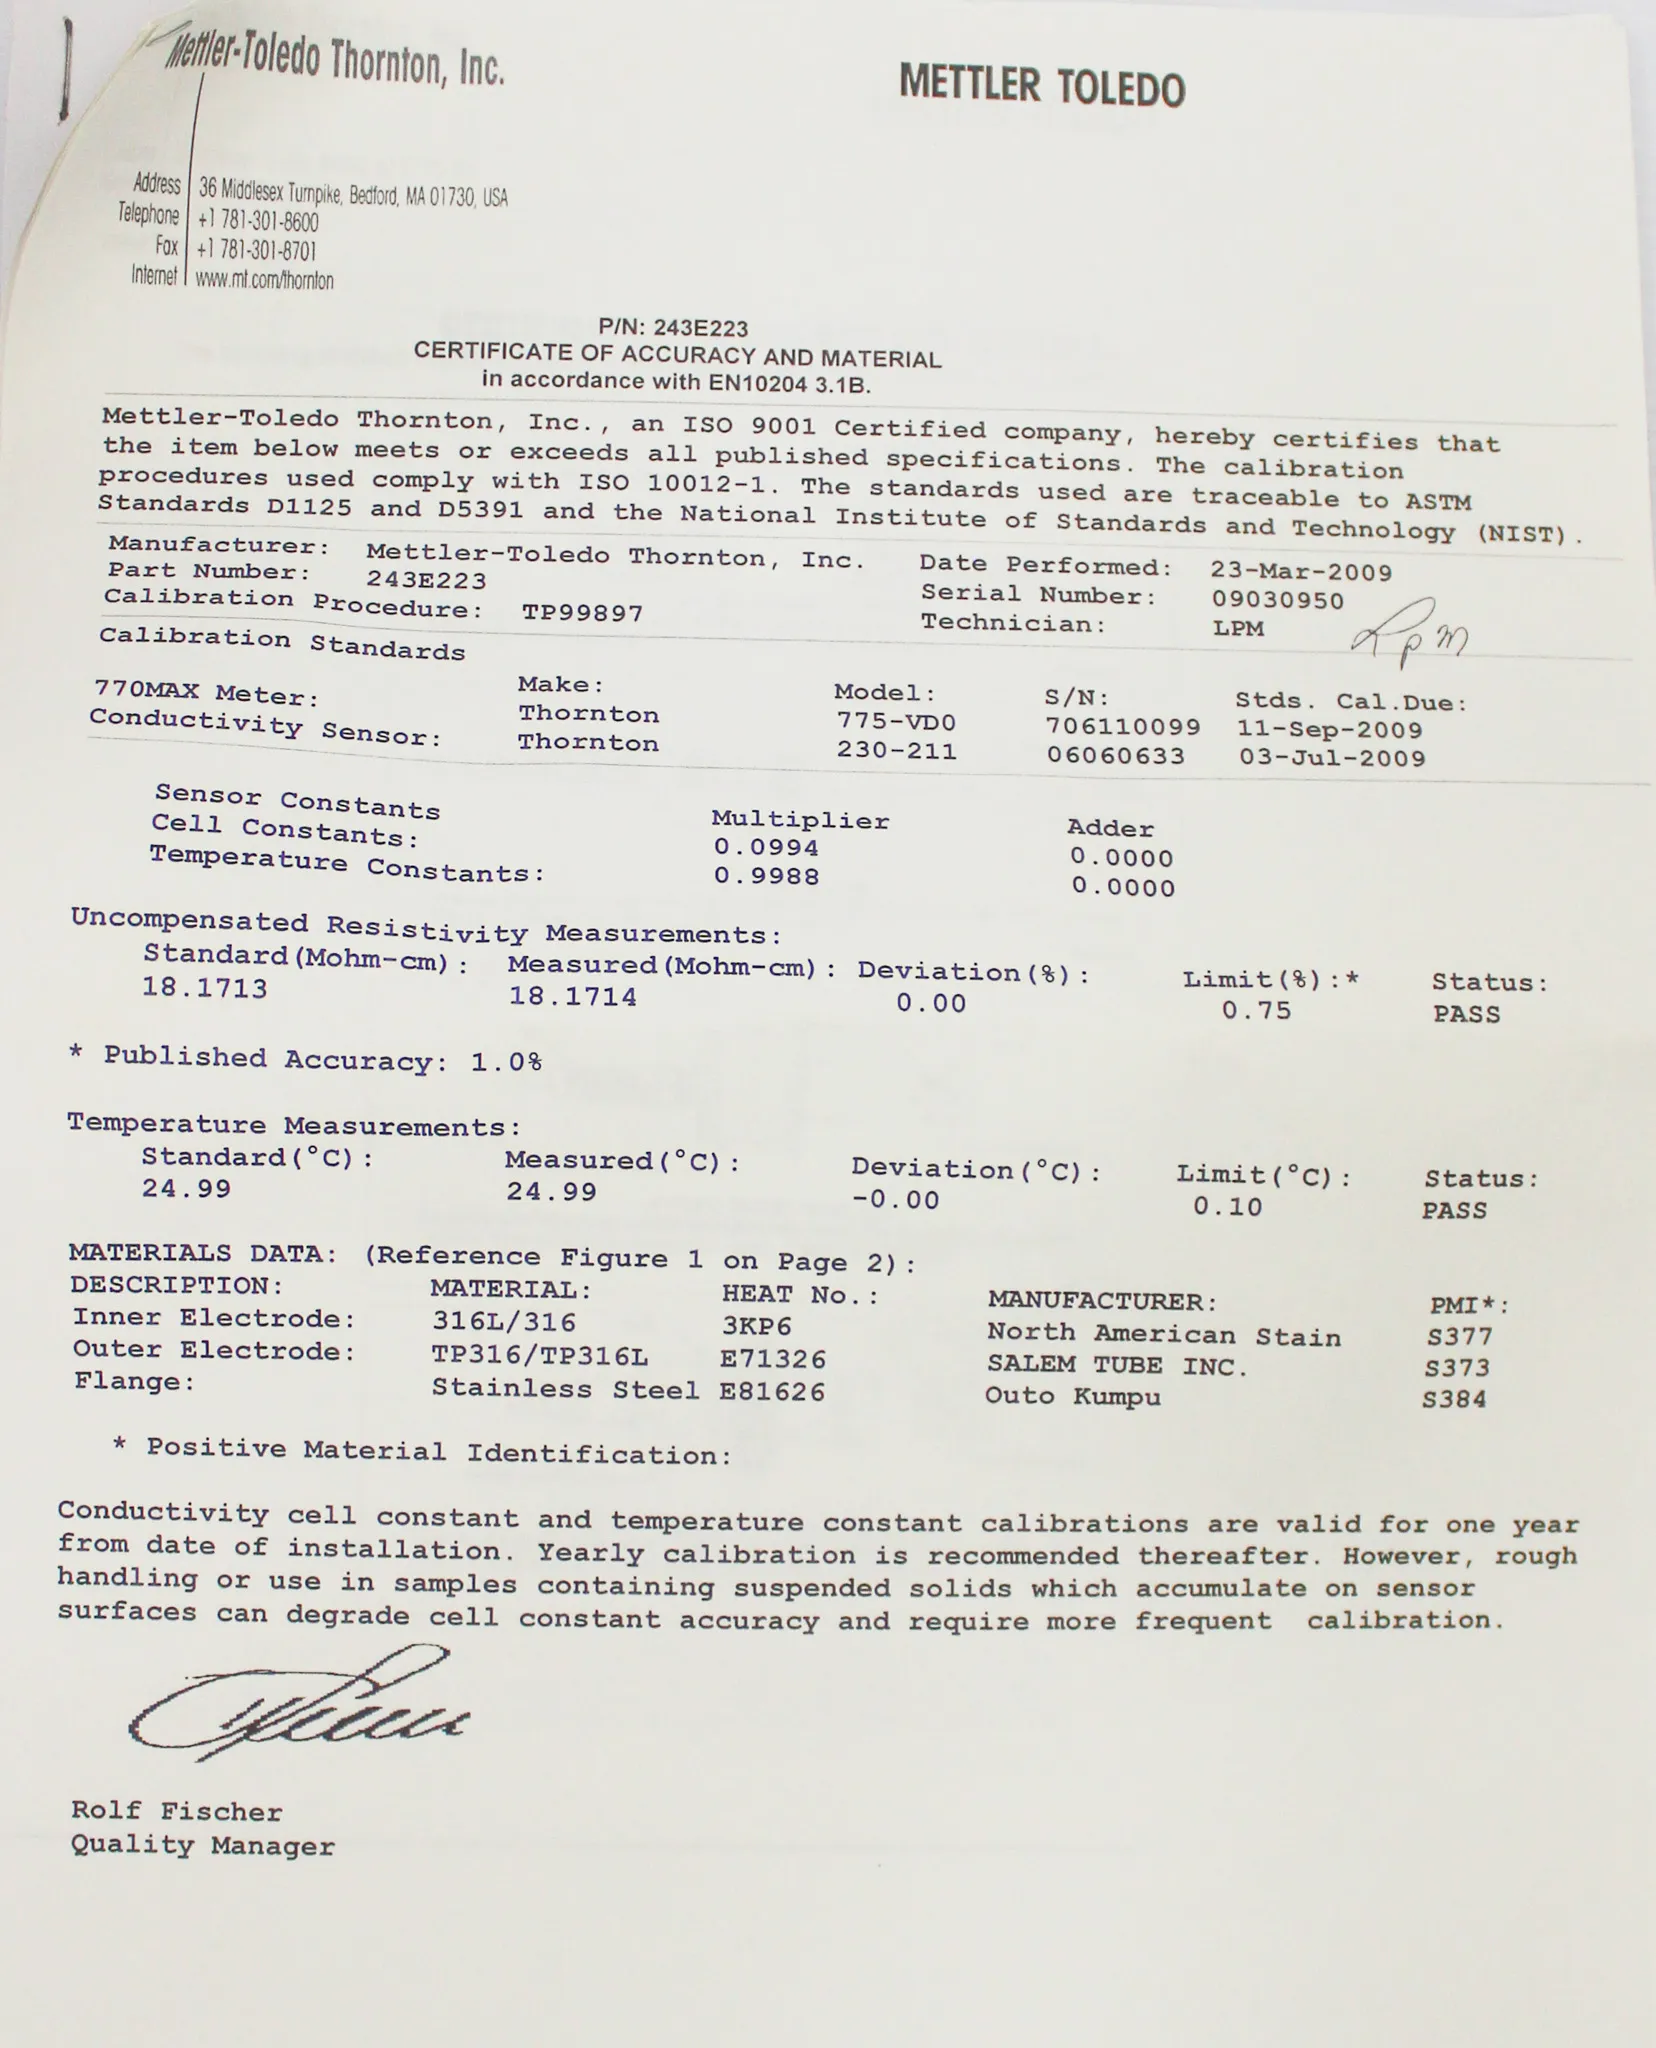 Mettler-Toledo Thornton, Inc.
METTLER TOLEDO
Address 36 Middlesex Turnpike, Bedford, MA 01730, USA
Telephone +1 781-301-8600
Fax +1 781-301-8701
Internet www.mt.com/thornton
P/N: 243E223
CERTIFICATE OF ACCURACY AND MATERIAL
in accordance with EN10204 3.1B.
Mettler-Toledo Thornton, Inc., an ISO 9001 Certified company, hereby certifies that
the item below meets or exceeds all published specifications. The calibration
procedures used comply with ISO 10012-1. The standards used are traceable to ASTM
Standards D1125 and D5391 and the National Institute of Standards and Technology (NIST).
Manufacturer: Mettler-Toledo Thornton, Inc. Date Performed: 23-Mar-2009
Part Number: 243E223 Serial Number: 09030950
Calibration Procedure: TP99897 Technician: LPM LPM
Calibration Standards
Make: Model: S/N: Stds. Cal.Due:
770MAX Meter: Thornton 775-VD0 706110099 11-Sep-2009
Conductivity Sensor: Thornton 230-211 06060633 03-Jul-2009
Sensor Constants Multiplier Adder
Cell Constants: 0.0994 0.0000
Temperature Constants: 0.9988 0.0000
Uncompensated Resistivity Measurements:
Standard(Mohm-cm): Measured(Mohm-cm): Deviation(%): Limit(%):* Status:
18.1713 18.1714 0.00 0.75 PASS
* Published Accuracy: 1.0%
Temperature Measurements:
Standard(°C): Measured(°C): Deviation(°C): Limit(°C): Status:
24.99 24.99 -0.00 0.10 PASS
MATERIALS DATA: (Reference Figure 1 on Page 2):
DESCRIPTION: MATERIAL: HEAT No.: MANUFACTURER: PMI*:
Inner Electrode: 316L/316 3KP6 North American Stain S377
Outer Electrode: TP316/TP316L E71326 SALEM TUBE INC. S373
Flange: Stainless Steel E81626 Outo Kumpu S384
* Positive Material Identification:
Conductivity cell constant and temperature constant calibrations are valid for one year
from date of installation. Yearly calibration is recommended thereafter. However, rough
handling or use in samples containing suspended solids which accumulate on sensor
surfaces can degrade cell constant accuracy and require more frequent calibration.
Rolf Fischer
Quality Manager